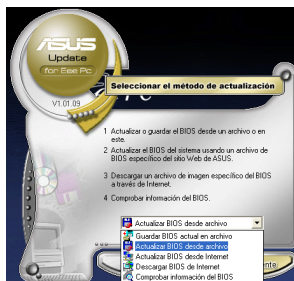 ASUS
Update
for Eee Pc
V1.01.09
Seleccionar el método de actualización
1 Actualizar o guardar el BIOS desde un archivo o en
este.
2 Actualizar el BIOS del sistema usando un archivo de
BIOS específico del sitio Web de ASUS.
3 Descargar un archivo de imagen específico del BIOS
a través de Internet.
4 Comprobar información del BIOS.
Actualizar BIOS desde archivo
Guardar BIOS actual en archivo
Actualizar BIOS desde archivo
Actualizar BIOS desde Internet
Descargar BIOS de Internet
Comprobar información del BIOS